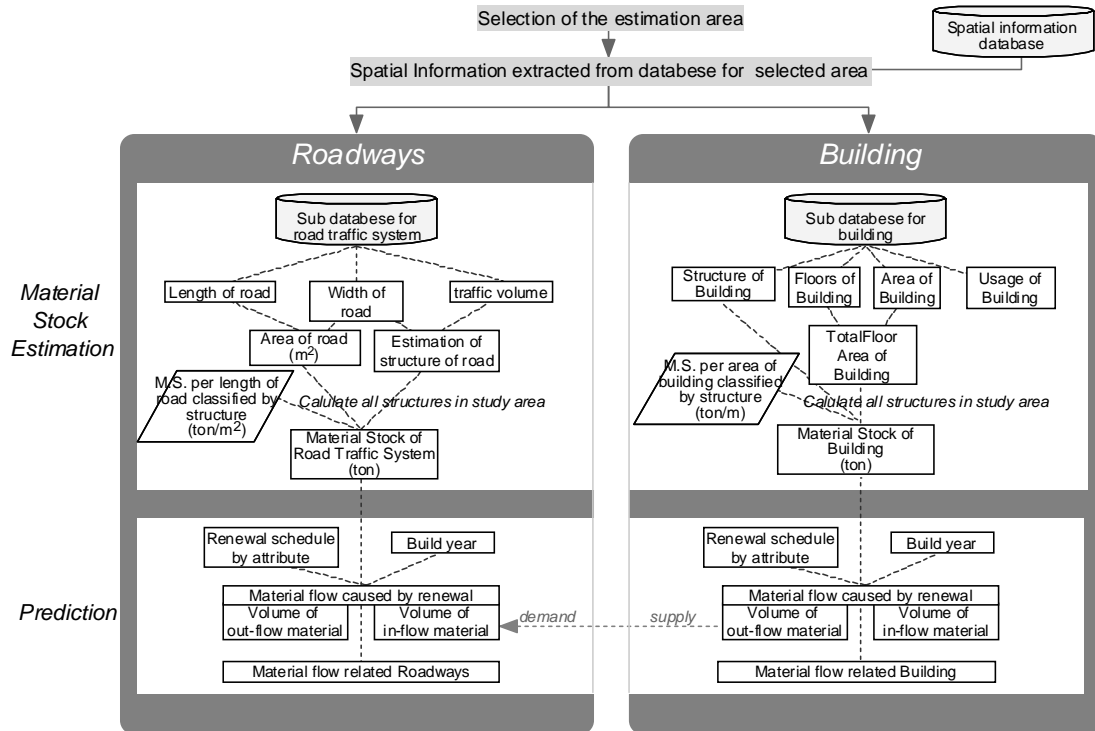 Selection of the estimation area
Spatial information
database
Spatial Information extracted from databese for selected area
Roadways
Building
Material
Stock
Estimation
Sub databese for
road traffic system
Length of road
Width of
road
traffic volume
Area of road
(m²)
Estimation of
structure of road
M.S. per length of
road classified by
structure
(ton/m²)
Calulate all structures in study area
Material Stock of
Road Traffic System
(ton)
Sub databese for
building
Structure of
Building
Floors of
Building
Area of
Building
Usage of
Building
TotalFloor
Area of
Building
M.S. per area of
building classified
by structure
(ton/m)
Calulate all structures in study area
Material Stock of
Building
(ton)
Prediction
Renewal schedule
by attribute
Build year
Material flow caused by renewal
Volume of
out-flow material
Volume of
in-flow material
Material flow related Roadways
demand
supply
Renewal schedule
by attribute
Build year
Material flow caused by renewal
Volume of
out-flow material
Volume of
in-flow material
Material flow related Building